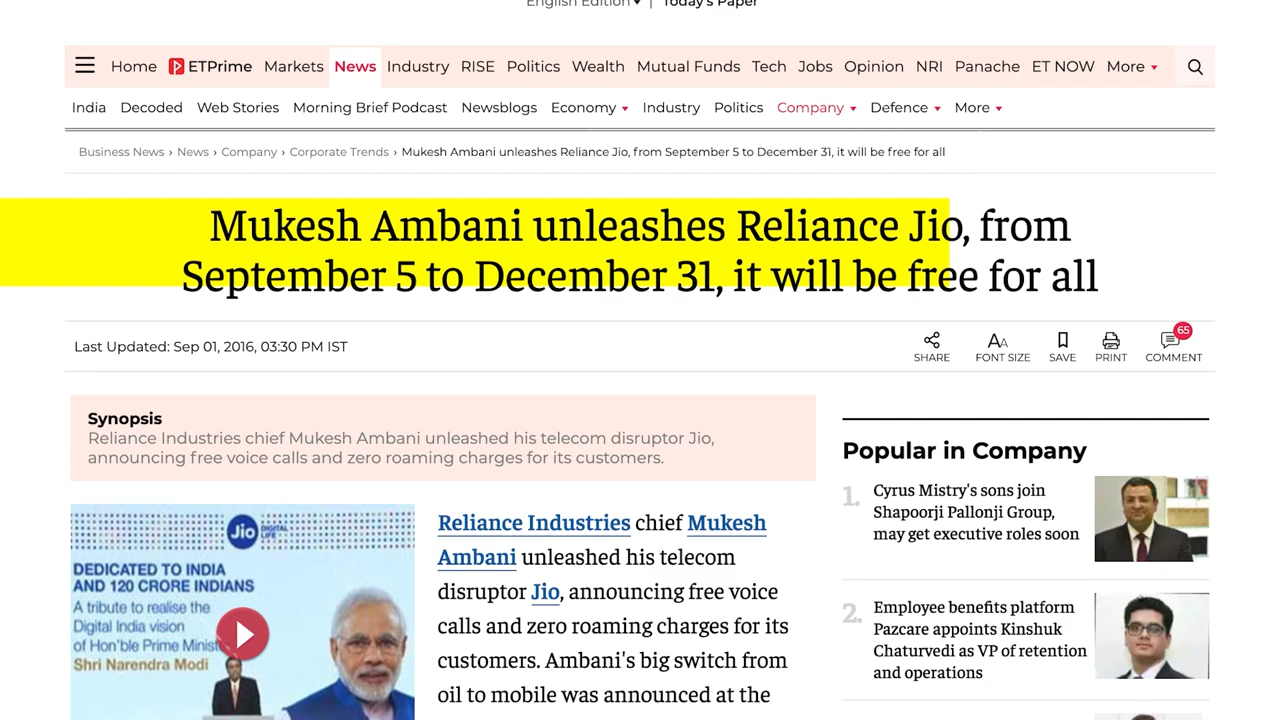 English Edition | Today's Paper
Home ETPrime Markets News Industry RISE Politics Wealth Mutual Funds Tech Jobs Opinion NRI Panache ET NOW More
India Decoded Web Stories Morning Brief Podcast Newsblogs Economy Industry Politics Company Defence More
Business News › News › Company › Corporate Trends › Mukesh Ambani unleashes Reliance Jio, from September 5 to December 31, it will be free for all
Mukesh Ambani unleashes Reliance Jio, from
September 5 to December 31, it will be free for all
Last Updated: Sep 01, 2016, 03:30 PM IST
SHARE
AA
FONT SIZE
SAVE
PRINT
65
COMMENT
Synopsis
Reliance Industries chief Mukesh Ambani unleashed his telecom disruptor Jio,
announcing free voice calls and zero roaming charges for its customers.
Jio DIGITAL
LIFE
DEDICATED TO INDIA
AND 120 CRORE INDIANS
A tribute to realise the
Digital India vision
of Hon'ble Prime Minist
Shri Narendra Modi
Reliance Industries chief Mukesh
Ambani unleashed his telecom
disruptor Jio, announcing free voice
calls and zero roaming charges for its
customers. Ambani's big switch from
oil to mobile was announced at the
Popular in Company
1. Cyrus Mistry's sons join
Shapoorji Pallonji Group,
may get executive roles soon
2. Employee benefits platform
Pazcare appoints Kinshuk
Chaturvedi as VP of retention
and operations